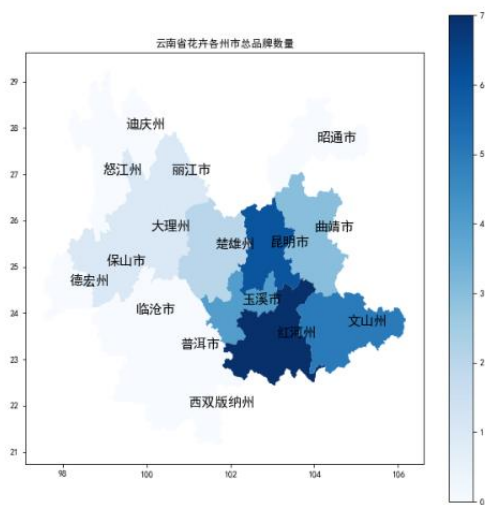 云南省花卉各州市总品牌数量
7
6
5
4
3
2
1
0
29
28
27
26
25
24
23
22
21
98
100
102
104
106
迪庆州
昭通市
怒江州
丽江市
大理州
楚雄州
昆明市
曲靖市
保山市
德宏州
临沧市
玉溪市
普洱市
红河州
文山州
西双版纳州